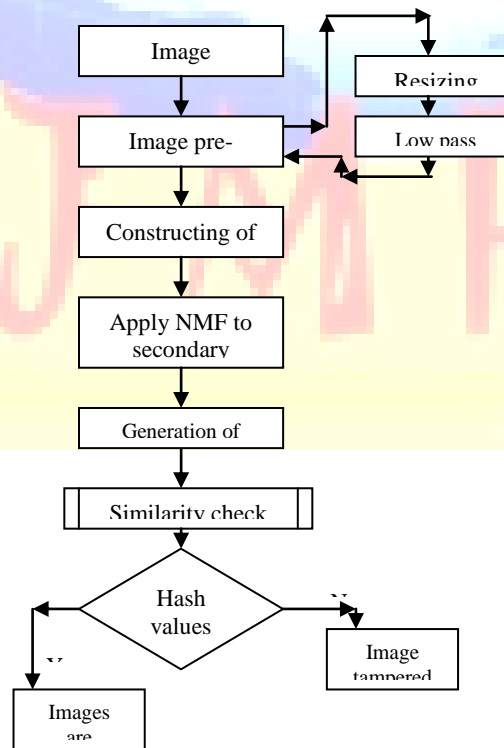 Image
Resizing
Image pre-
Low pass
Constructing of
Apply NMF to
secondary
Generation of
Similarity check
Hash
values
Image
tampered
Images
are